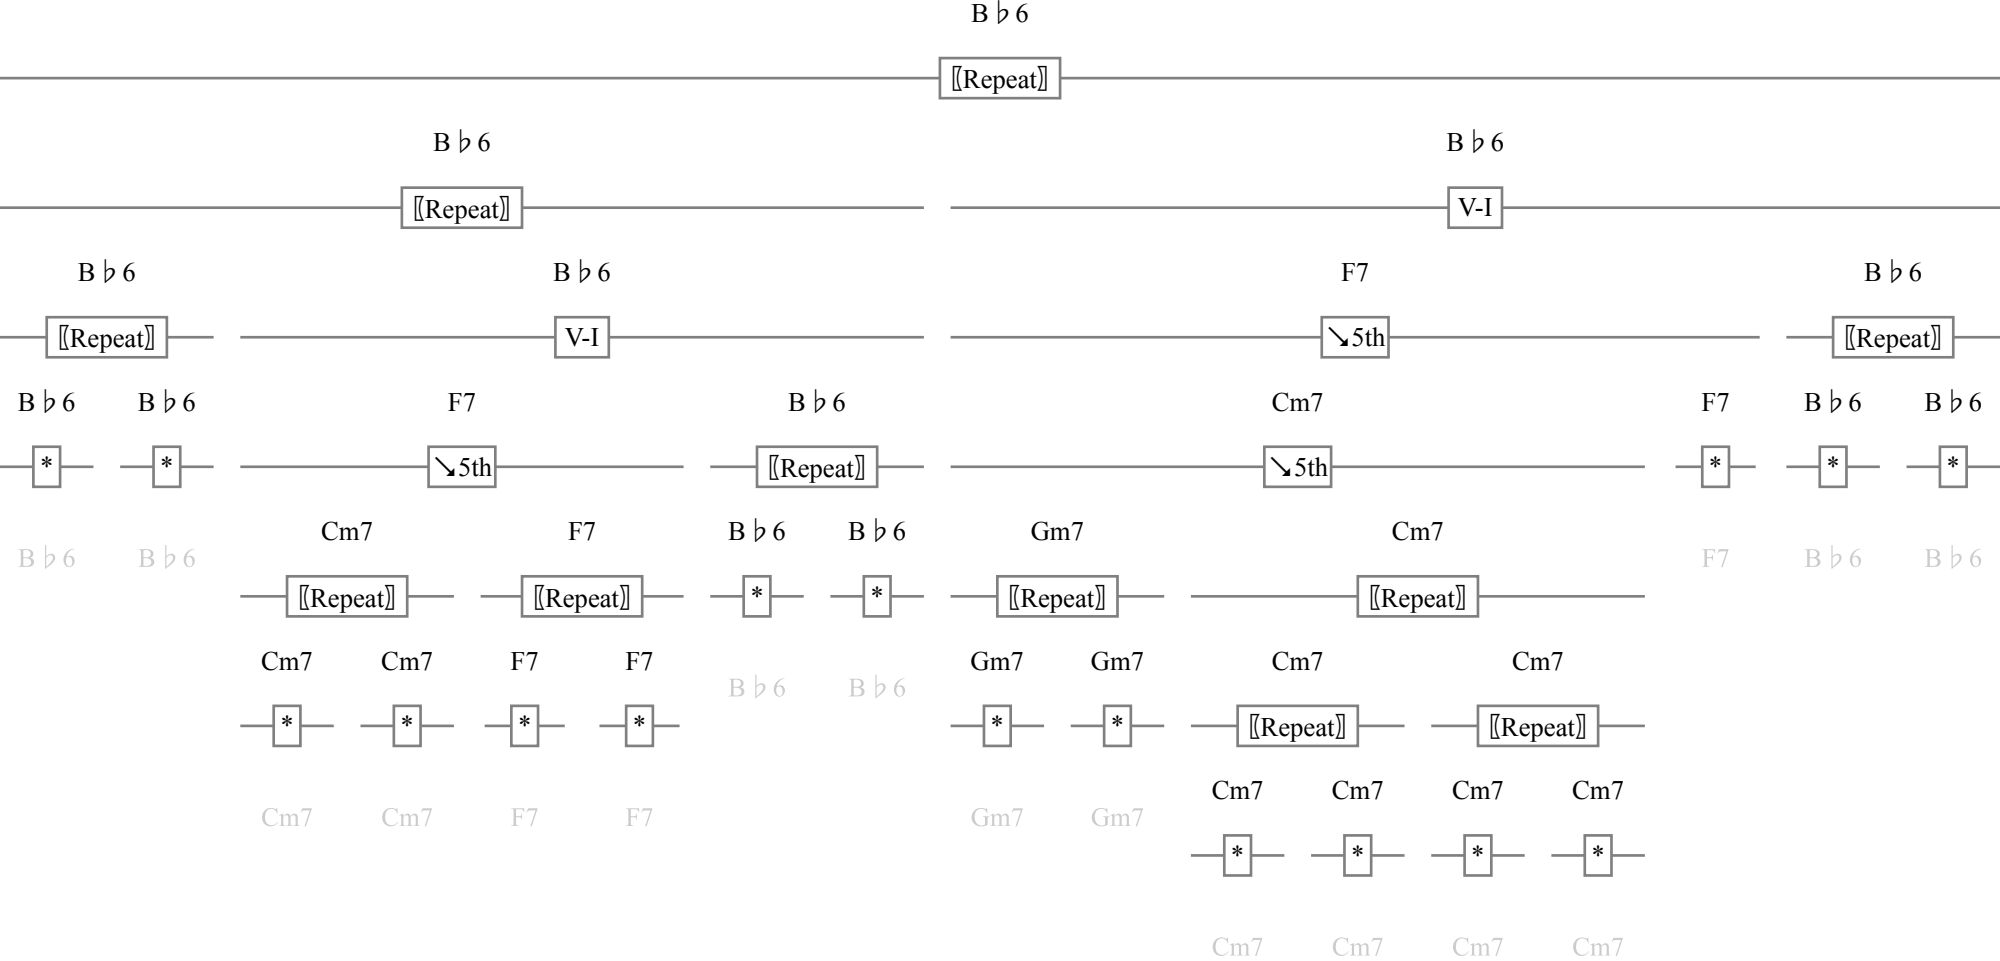 B♭6
⟦Repeat⟧
B♭6 B♭6
⟦Repeat⟧ V-I
B♭6 B♭6 F7 B♭6
⟦Repeat⟧ V-I ↘5th ⟦Repeat⟧
B♭6 B♭6 F7 B♭6 Cm7 F7 B♭6 B♭6
* * ↘5th ⟦Repeat⟧ ↘5th * * *
Cm7 F7 B♭6 B♭6 Gm7 Cm7
B♭6 B♭6 F7 B♭6 B♭6
⟦Repeat⟧ ⟦Repeat⟧ * * ⟦Repeat⟧ ⟦Repeat⟧
Cm7 Cm7 F7 F7 Gm7 Gm7 Cm7 Cm7
B♭6 B♭6
* * * * * * ⟦Repeat⟧ ⟦Repeat⟧
Cm7 Cm7 Cm7 Cm7
Cm7 Cm7 F7 F7 Gm7 Gm7
* * * *
Cm7 Cm7 Cm7 Cm7